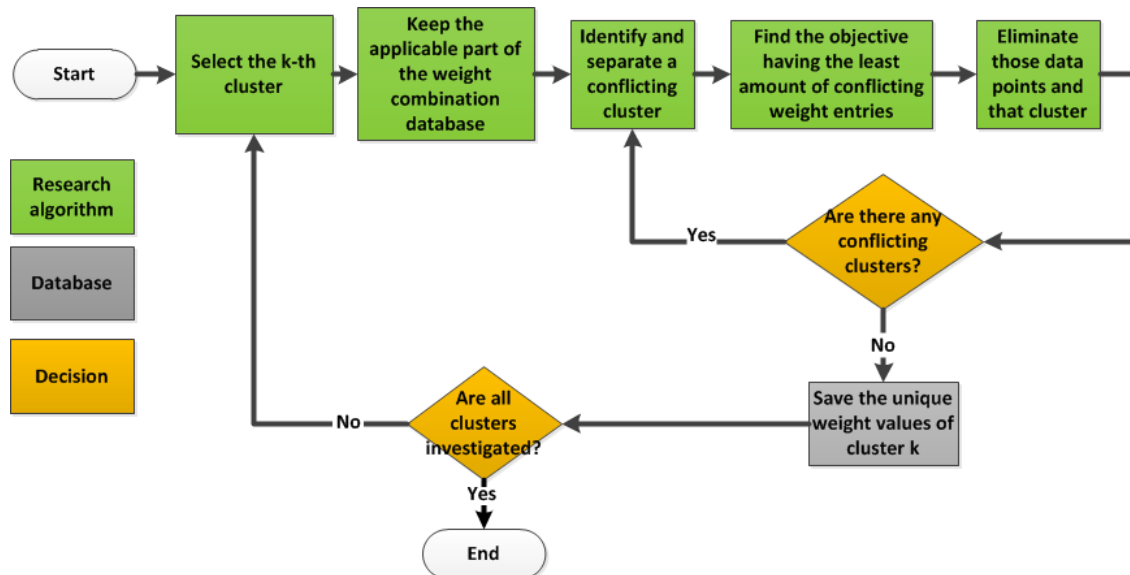 Start
Select the k-th
cluster
Keep the
applicable part of
the weight
combination
database
Identify and
separate a
conflicting
cluster
Find the objective
having the least
amount of conflicting
weight entries
Eliminate
those data
points and
that cluster
Research
algorithm
Database
Decision
Are there any
conflicting
clusters?
Yes
No
Save the unique
weight values of
cluster k
Are all
clusters
investigated?
No
Yes
End